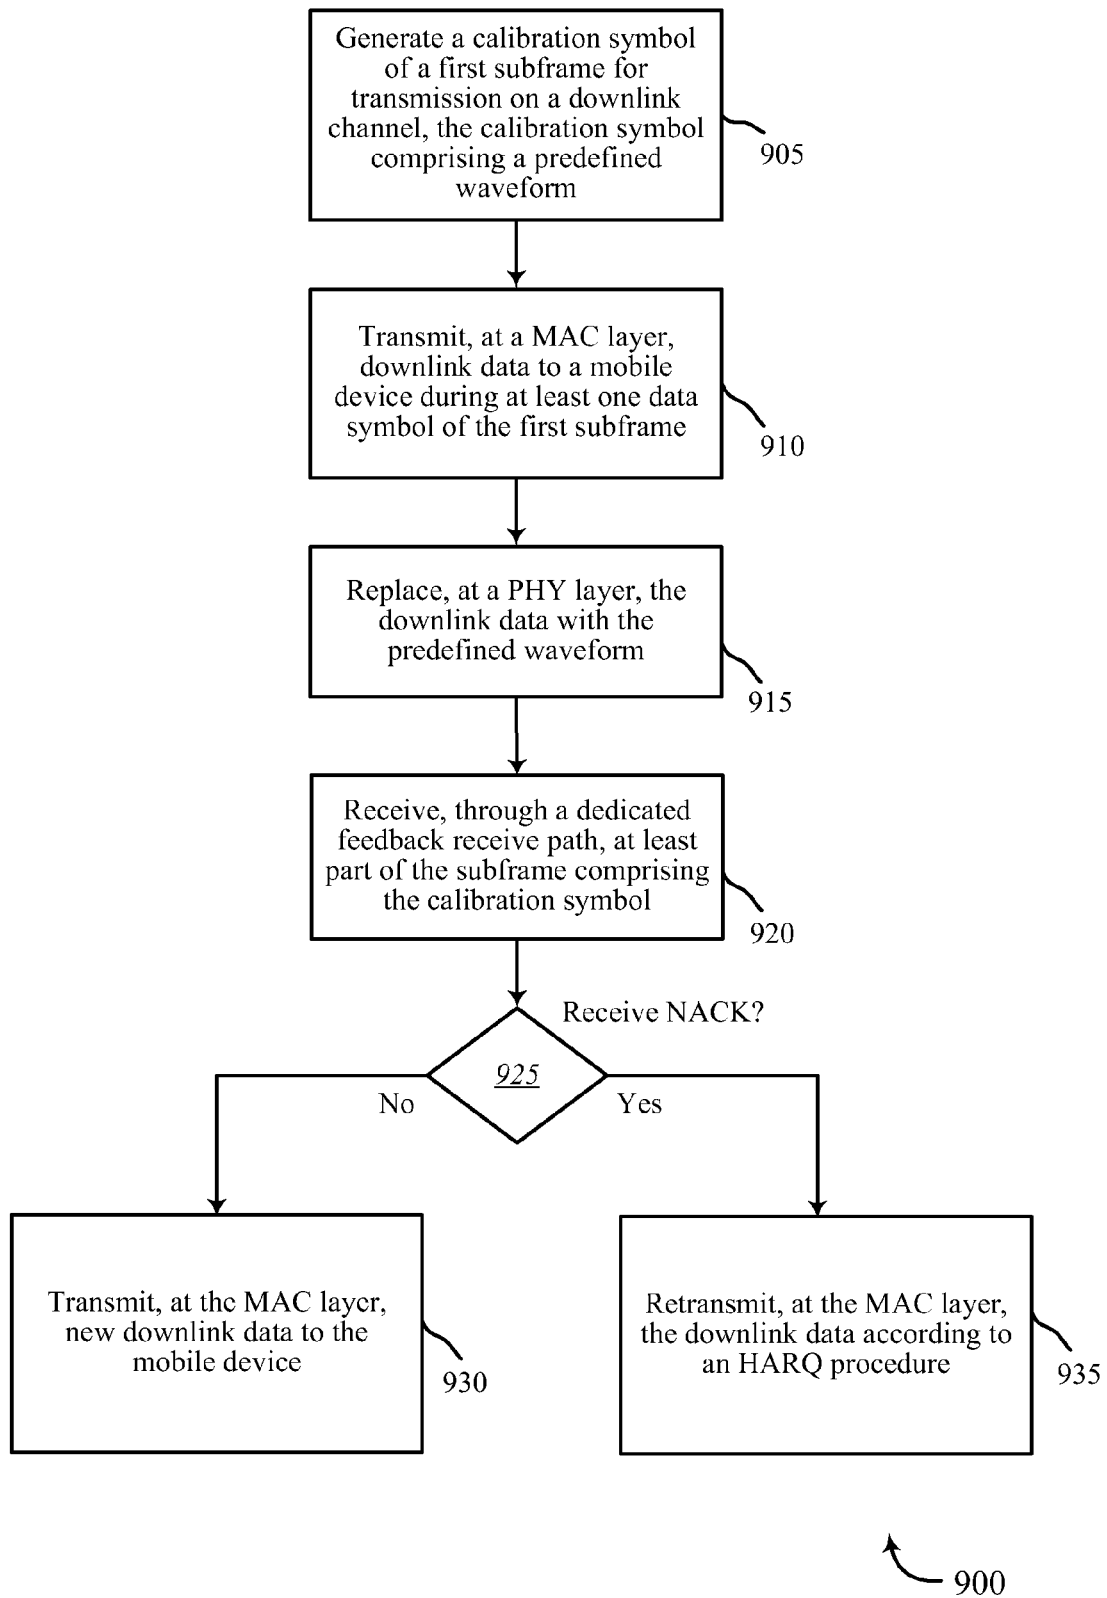 Generate a calibration symbol
of a first subframe for
transmission on a downlink
channel, the calibration symbol
comprising a predefined
waveform
905
Transmit, at a MAC layer,
downlink data to a mobile
device during at least one data
symbol of the first subframe
910
Replace, at a PHY layer, the
downlink data with the
predefined waveform
915
Receive, through a dedicated
feedback receive path, at least
part of the subframe comprising
the calibration symbol
920
Receive NACK?
925
No
Yes
Transmit, at the MAC layer,
new downlink data to the
mobile device
930
Retransmit, at the MAC layer,
the downlink data according to
an HARQ procedure
935
900